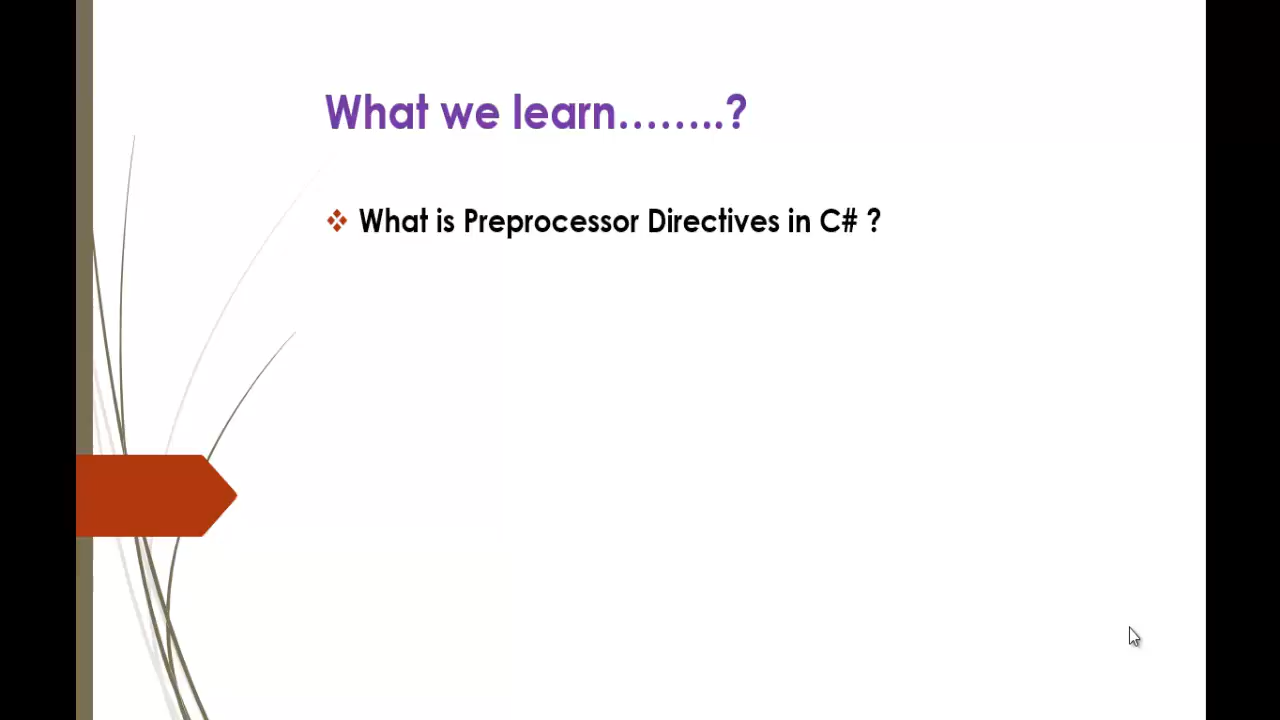 What we learn……..?
What is Preprocessor Directives in C# ?